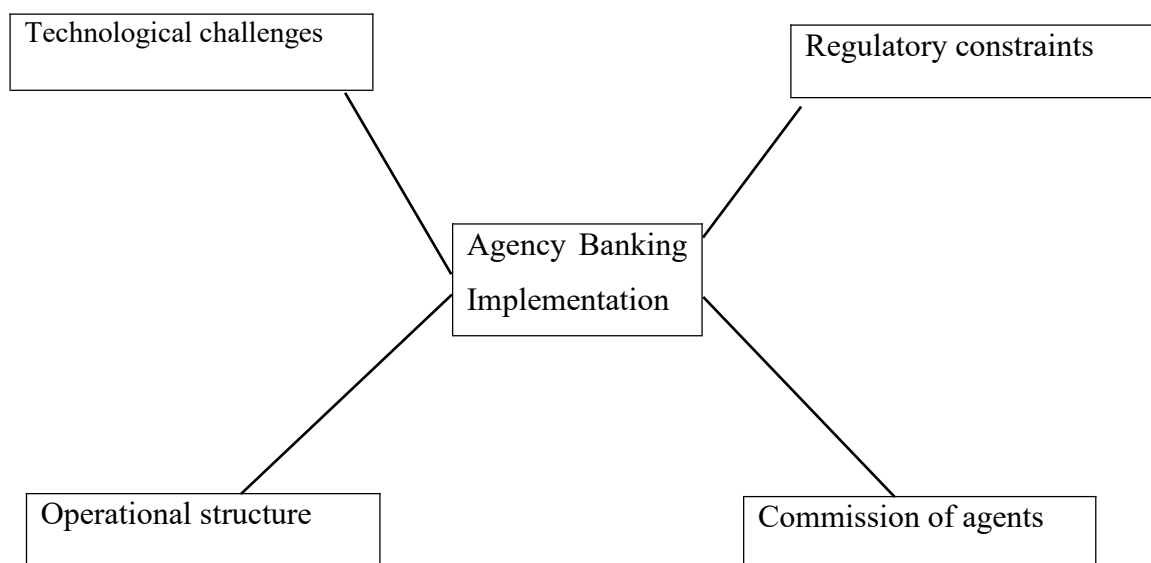 Technological challenges
Regulatory constraints
Agency Banking
Implementation
Operational structure
Commission of agents